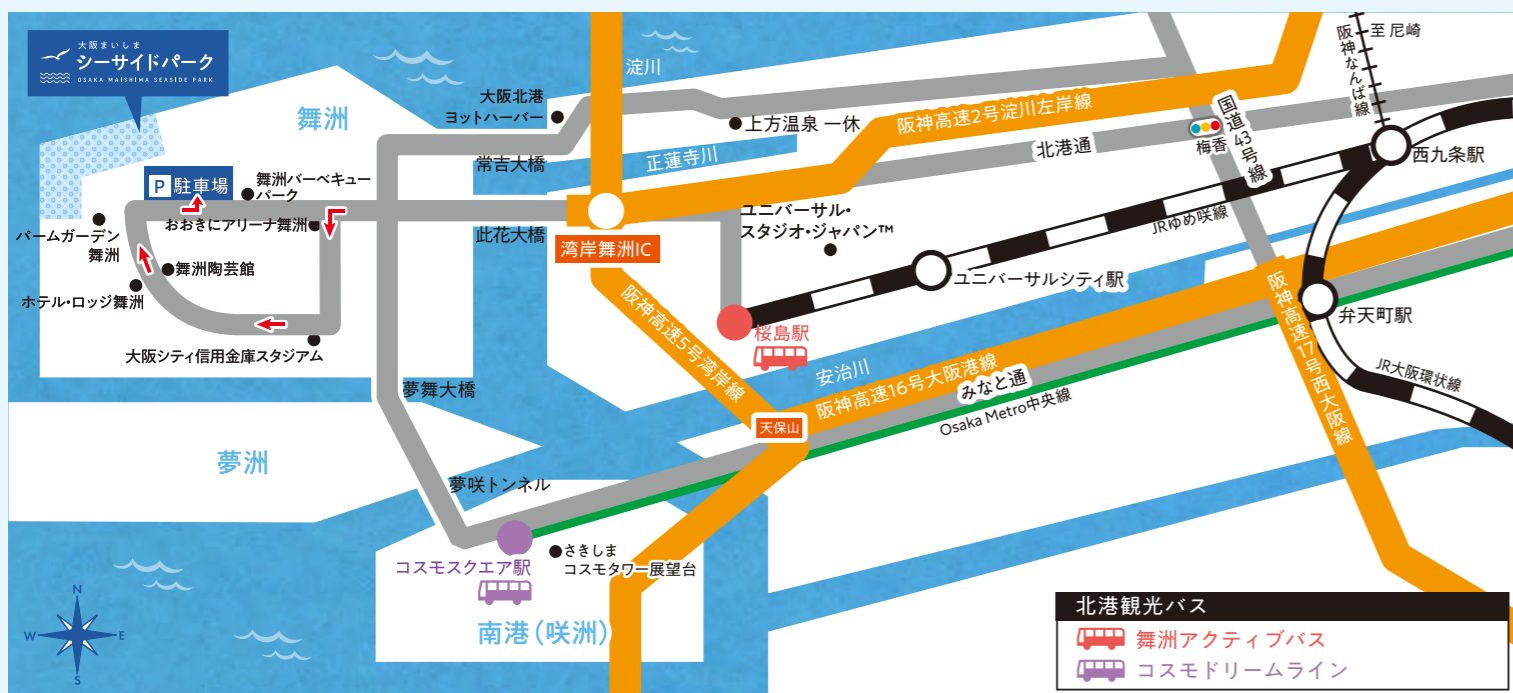 大阪まいしま
シーサイドパーク
OSAKA MAISHIMA SEASIDE PARK
舞洲
淀川
大阪北港
ヨットハーバー
上方温泉 一休
阪神高速2号淀川左岸線
国道43号線
梅香
阪神なんば線
至 尼崎
西九条駅
常吉大橋
正蓮寺川
北港通
P 駐車場
舞洲バーベキュー
パーク
おおきにアリーナ舞洲
此花大橋
湾岸舞洲IC
ユニバーサル・
スタジオ・ジャパン™
JRゆめ咲線
パームガーデン
舞洲
舞洲陶芸館
ホテル・ロッジ舞洲
大阪シティ信用金庫スタジアム
阪神高速5号湾岸線
桜島駅
ユニバーサルシティ駅
安治川
阪神高速16号大阪港線
みなと通
Osaka Metro中央線
阪神高速17号西大阪線
弁天町駅
JR大阪環状線
夢舞大橋
天保山
夢洲
夢咲トンネル
コスモスクエア駅
さきしま
コスモタワー展望台
南港(咲洲)
N
W
E
S
北港観光バス
舞洲アクティブバス
コスモドリームライン